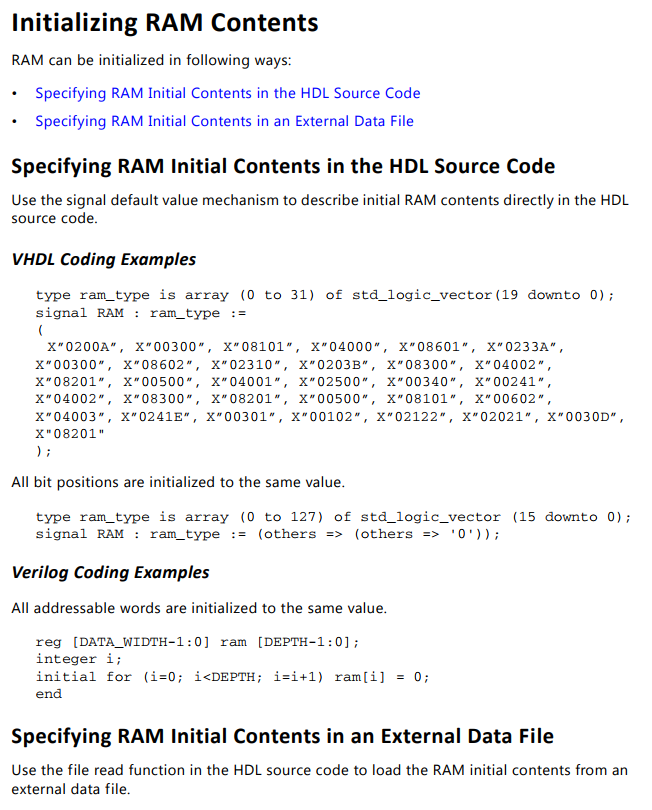 Initializing RAM Contents
RAM can be initialized in following ways:
• Specifying RAM Initial Contents in the HDL Source Code
• Specifying RAM Initial Contents in an External Data File
Specifying RAM Initial Contents in the HDL Source Code
Use the signal default value mechanism to describe initial RAM contents directly in the HDL
source code.
VHDL Coding Examples
type ram_type is array (0 to 31) of std_logic_vector(19 downto 0);
signal RAM : ram_type :=
(
X”0200A”, X”00300”, X”08101”, X”04000”, X”08601”, X”0233A”,
X”00300”, X”08602”, X”02310”, X”0203B”, X”08300”, X”04002”,
X”08201”, X”00500”, X”04001”, X”02500”, X”00340”, X”00241”,
X”04002”, X”08300”, X”08201”, X”00500”, X”08101”, X”00602”,
X”04003”, X”0241E”, X”00301”, X”00102”, X”02122”, X”02021”, X”0030D”,
X"08201"
);
All bit positions are initialized to the same value.
type ram_type is array (0 to 127) of std_logic_vector (15 downto 0);
signal RAM : ram_type := (others => (others => '0'));
Verilog Coding Examples
All addressable words are initialized to the same value.
reg [DATA_WIDTH-1:0] ram [DEPTH-1:0];
integer i;
initial for (i=0; i<DEPTH; i=i+1) ram[i] = 0;
end
Specifying RAM Initial Contents in an External Data File
Use the file read function in the HDL source code to load the RAM initial contents from an
external data file.